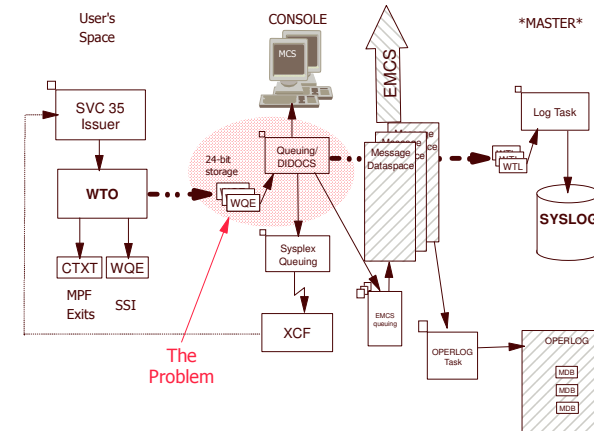 User's
Space
CONSOLE
*MASTER*
MCS
EMCS
SVC 35
Issuer
Log Task
24-bit
storage
Queuing/
DIDOCS
Message
Dataspace
WTL
WTO
WQE
SYSLOG
Sysplex
Queuing
CTXT
WQE
MPF
Exits
SSI
EMCS
queuing
XCF
OPERLOG
Task
OPERLOG
MDB
MDB
MDB
The
Problem